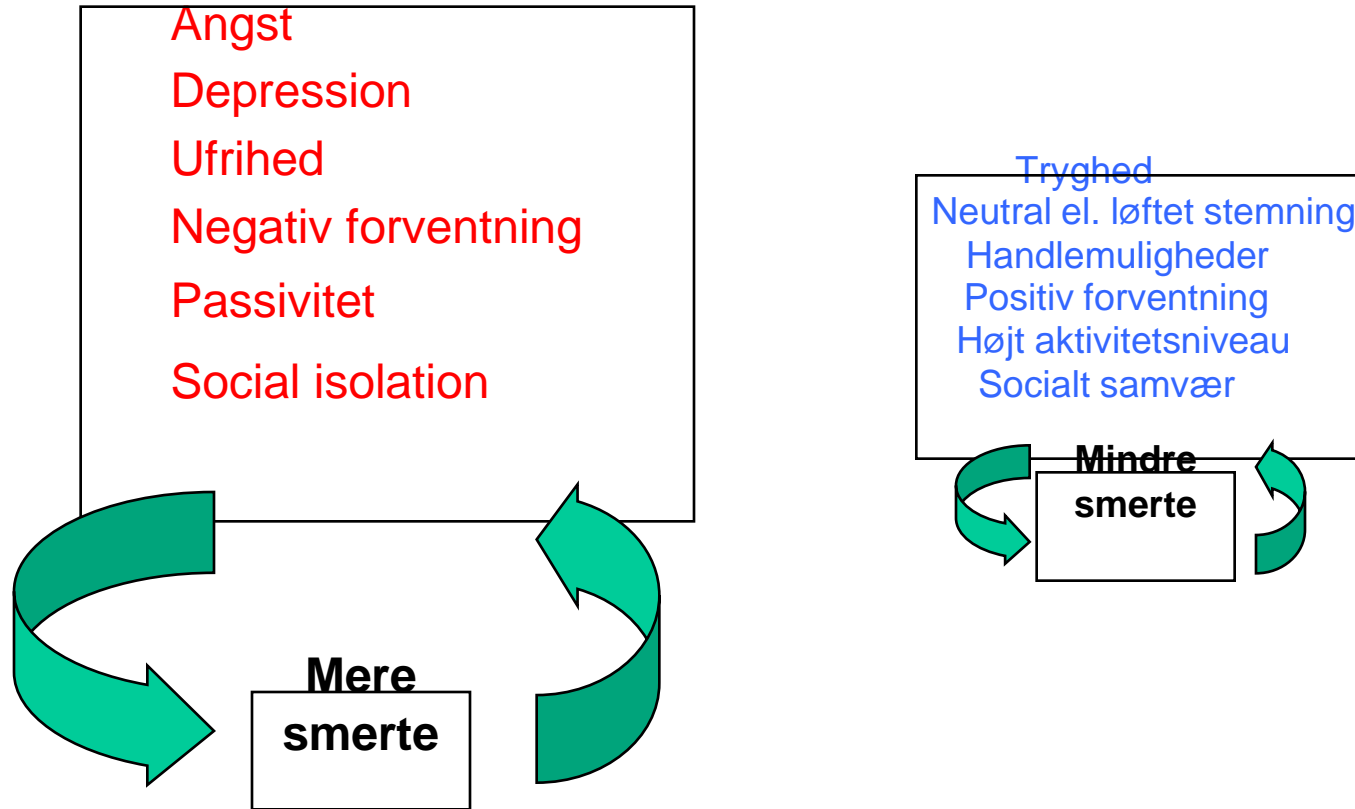 Angst
Depression
Ufrihed
Negativ forventning
Passivitet
Social isolation
Mere
smerte
Tryghed
Neutral el. løftet stemning
Handlemuligheder
Positiv forventning
Højt aktivitetsniveau
Socialt samvær
Mindre
smerte